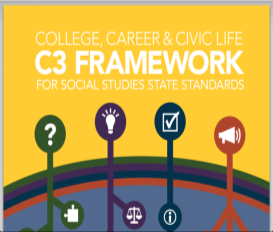 COLLEGE, CAREER & CIVIC LIFE
C3 FRAMEWORK
FOR SOCIAL STUDIES STATE STANDARDS
?
i